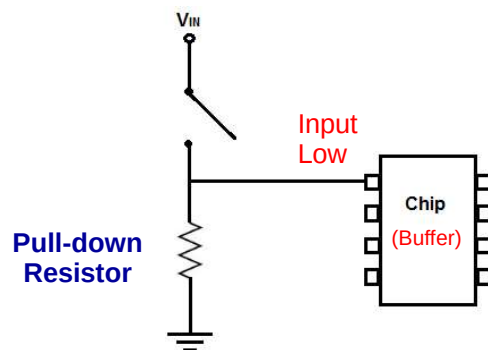 VIN
Input
Low
Chip
(Buffer)
Pull-down
Resistor